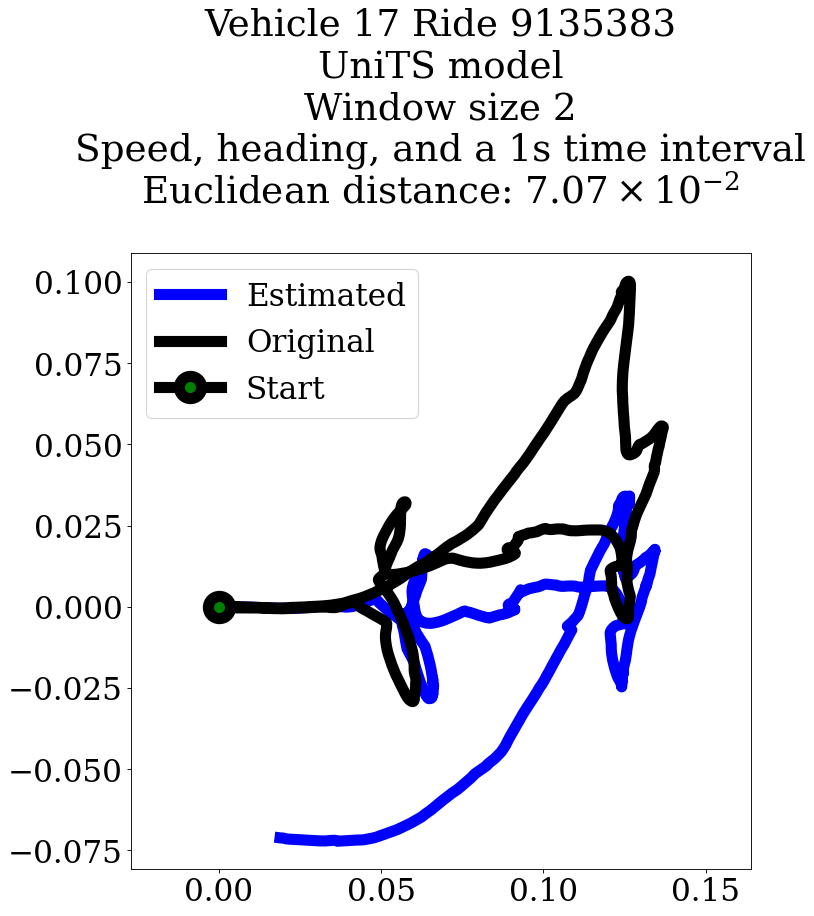 Vehicle 17 Ride 9135383
UniTS model
Window size 2
Speed, heading, and a 1s time interval
Euclidean distance: 7.07 × 10⁻²
Estimated
Original
Start
0.100
0.075
0.050
0.025
0.000
−0.025
−0.050
−0.075
0.00 0.05 0.10 0.15